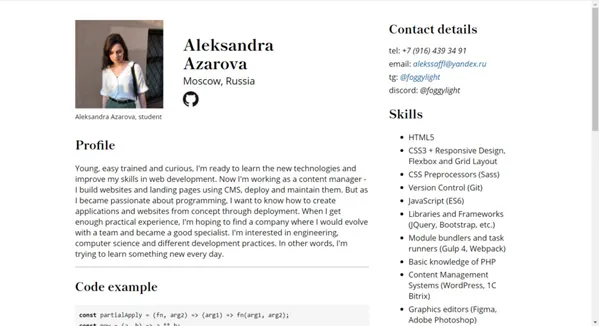 Aleksandra
Azarova
Moscow, Russia
Aleksandra Azarova, student
Profile
Young, easy trained and curious, I'm ready to learn the new technologies and
improve my skills in web development. Now I'm working as a content manager -
I build websites and landing pages using CMS, deploy and maintain them. But as
I became passionate about programming, I want to know how to create
applications and websites from concept through deployment. When I get
enough practical experience, I'm hoping to find a company where I would evolve
with a team and became a good specialist. I'm interested in engineering,
computer science and different development practices. In other words, I'm
trying to learn something new every day.
Code example
const partialApply = (fn, arg2) => (arg1) => fn(arg1, arg2);
Contact details
tel: +7 (916) 439 34 91
email: alekssaffl@yandex.ru
tg: @foggylight
discord: @foggylight
Skills
HTML5
CSS3 + Responsive Design,
Flexbox and Grid Layout
CSS Preprocessors (Sass)
Version Control (Git)
JavaScript (ES6)
Libraries and Frameworks
(JQuery, Bootstrap, etc.)
Module bundlers and task
runners (Gulp 4, Webpack)
Basic knowledge of PHP
Content Management
Systems (WordPress, 1C
Bitrix)
Graphics editors (Figma,
Adobe Photoshop)